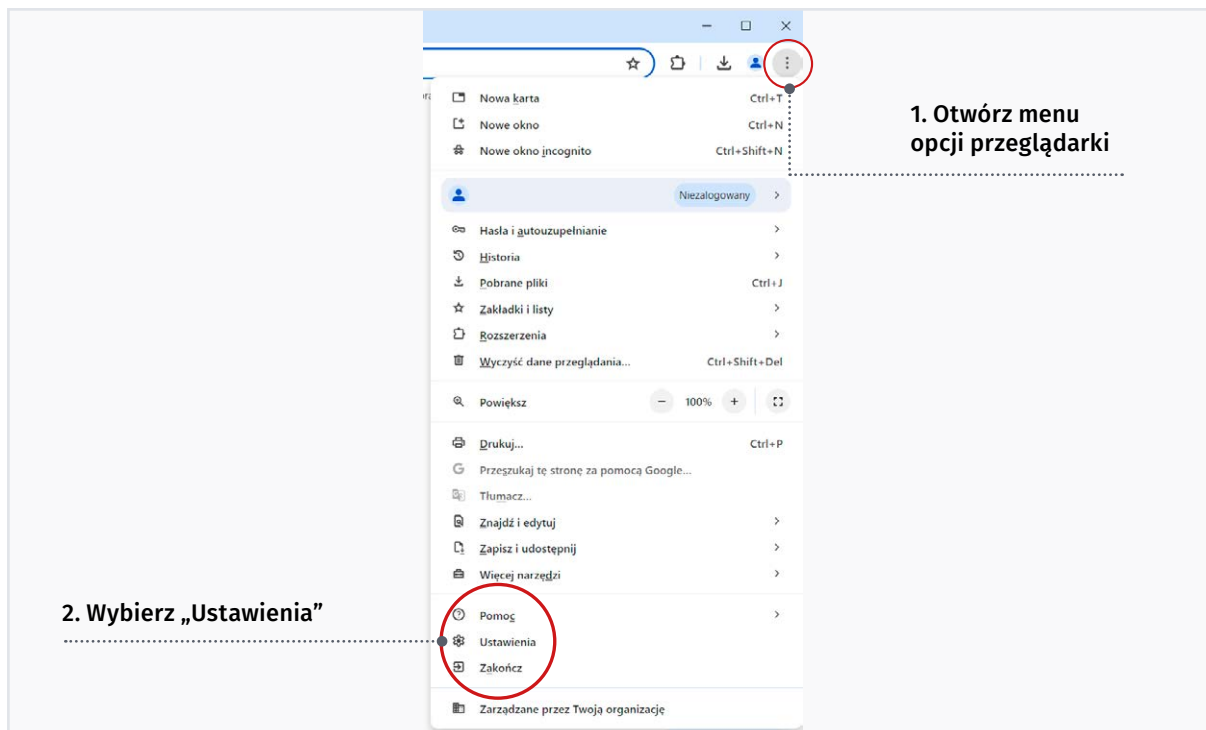 1. Otwórz menu
opcji przeglądarki
Nowa karta Ctrl+T
Nowe okno Ctrl+N
Nowe okno incognito Ctrl+Shift+N
Niezalogowany
Hasła i autouzupełnianie
Historia
Pobrane pliki Ctrl+J
Zakładki i listy
Rozszerzenia
Wyczyść dane przeglądania... Ctrl+Shift+Del
Powiększ − 100% +
Drukuj... Ctrl+P
Przeszukaj tę stronę za pomocą Google...
Tłumacz...
Znajdź i edytuj
Zapisz i udostępnij
Więcej narzędzi
2. Wybierz „Ustawienia”
Pomoc
Ustawienia
Zakończ
Zarządzane przez Twoją organizację